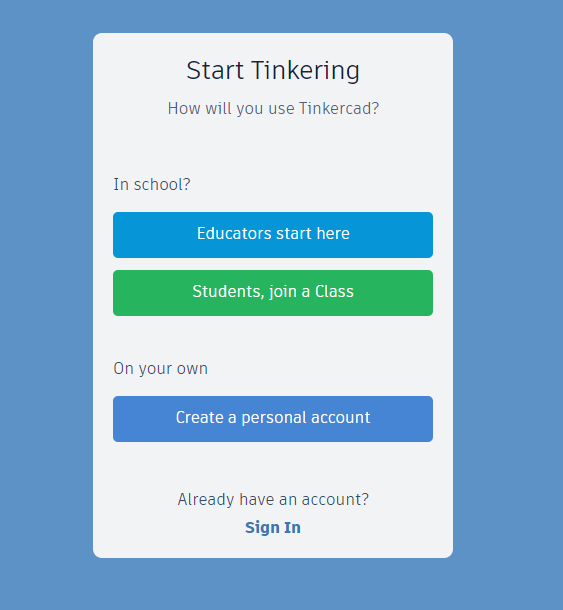 Start Tinkering
How will you use Tinkercad?
In school?
Educators start here
Students, join a Class
On your own
Create a personal account
Already have an account?
Sign In